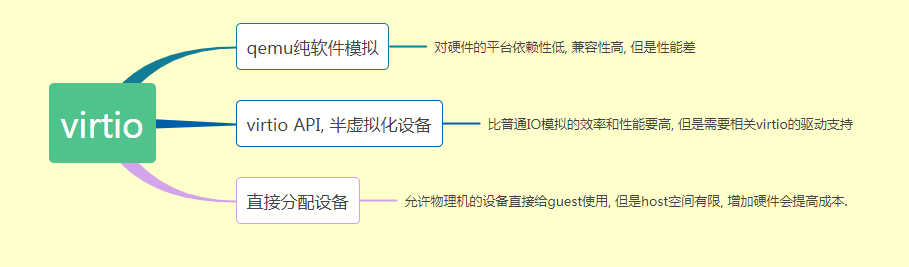 virtio
qemu纯软件模拟
对硬件的平台依赖性低, 兼容性高, 但是性能差
virtio API, 半虚拟化设备
比普通IO模拟的效率和性能要高, 但是需要相关virtio的驱动支持
直接分配设备
允许物理机的设备直接给guest使用, 但是host空间有限, 增加硬件会提高成本.